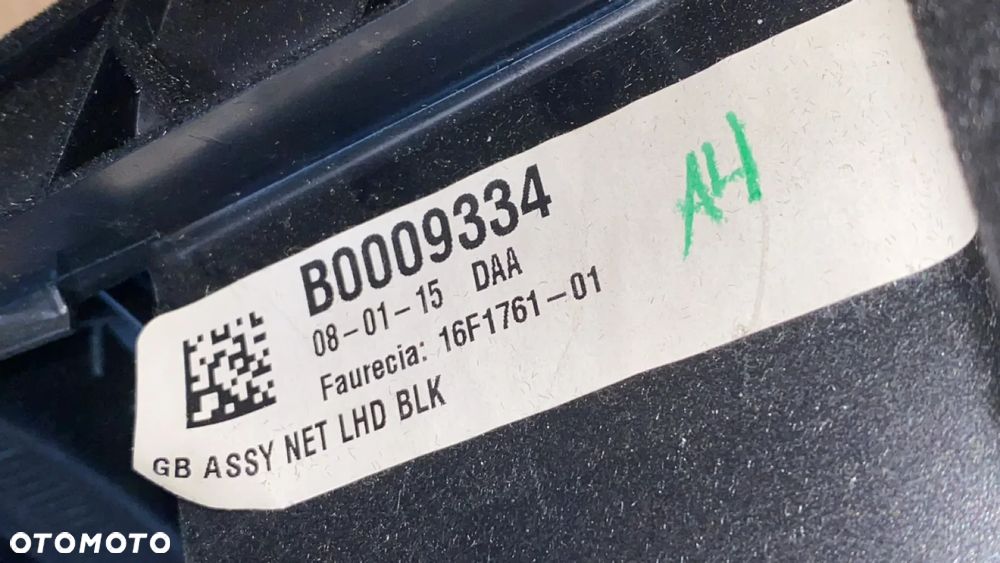 B0009334
08-01-15 DAA
Faurecia: 16F1761-01
GB ASSY NET LHD BLK
AH
OTOMOTO